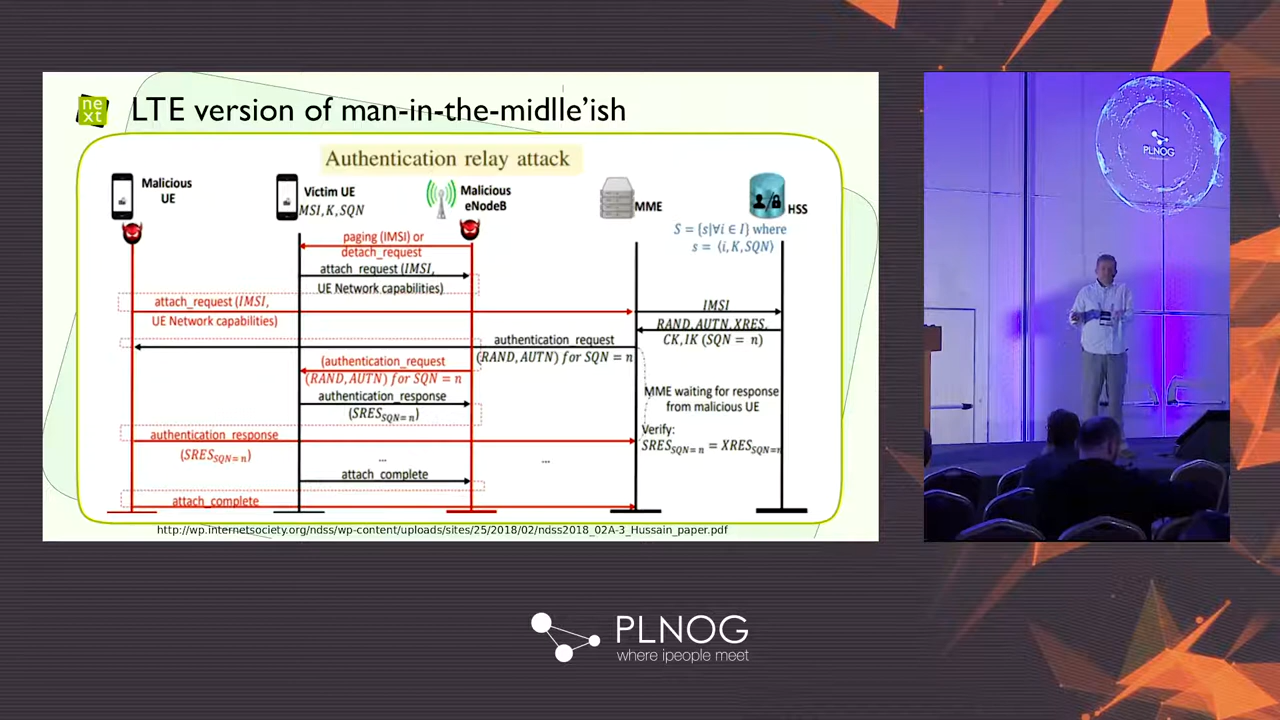 ne
xt
LTE version of man-in-the-midlle'ish
Authentication relay attack
Malicious
UE
Victim UE
MSI, K, SQN
Malicious
eNodeB
MME
HSS
S = {s|∀i ∈ I} where
s = ⟨i, K, SQN⟩
paging (IMSI) or
detach_request
attach_request (IMSI,
UE Network capabilities)
attach_request (IMSI,
UE Network capabilities)
IMSI
RAND, AUTN, XRES,
CK, IK (SQN = n)
authentication_request
(RAND, AUTN) for SQN = n
(authentication_request
(RAND, AUTN) for SQN = n
authentication_response
(SRES_SQN=n)
MME waiting for response
from malicious UE
authentication_response
(SRES_SQN=n)
Verify:
SRES_SQN=n = XRES_SQN=n
...
...
attach_complete
attach_complete
http://wp.internetsociety.org/ndss/wp-content/uploads/sites/25/2018/02/ndss2018_02A-3_Hussain_paper.pdf
PLNOG
PLNOG
where ipeople meet